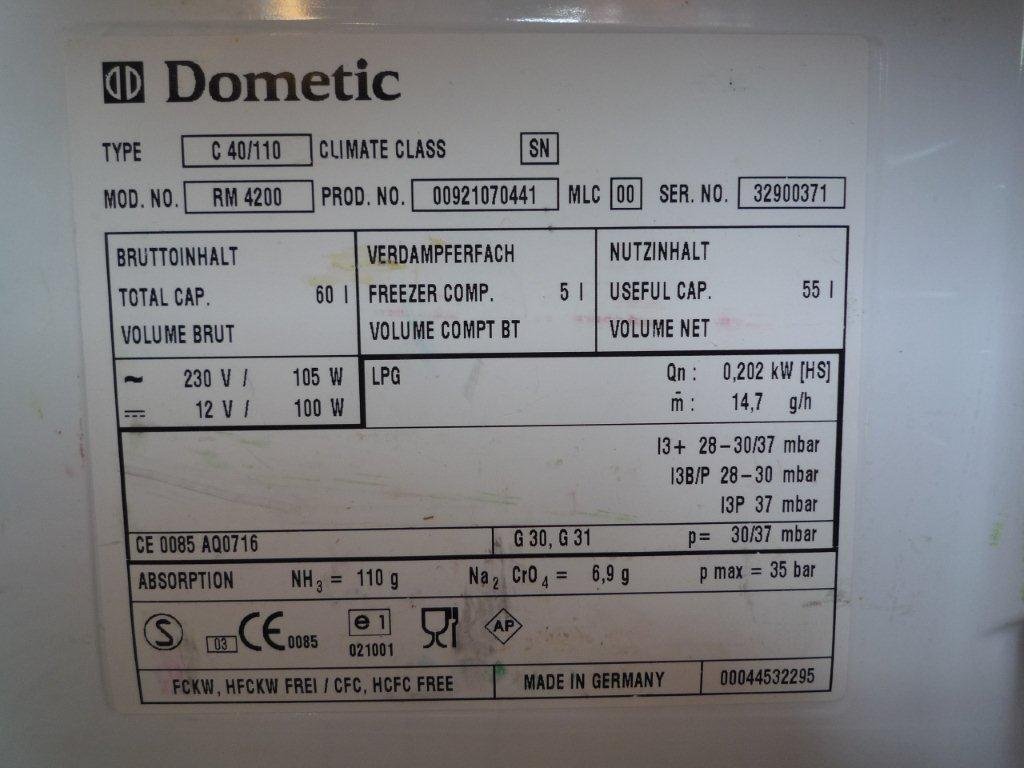 Dometic
TYPE C 40/110 CLIMATE CLASS SN
MOD. NO. RM 4200 PROD. NO. 00921070441 MLC 00 SER. NO. 32900371
BRUTTOINHALT VERDAMPFERFACH NUTZINHALT
TOTAL CAP. 60 l FREEZER COMP. 5 l USEFUL CAP. 55 l
VOLUME BRUT VOLUME COMPT BT VOLUME NET
~ 230 V / 105 W LPG Qn : 0,202 kW [HS]
⎓ 12 V / 100 W m̄ : 14,7 g/h
I3+ 28-30/37 mbar
I3B/P 28-30 mbar
I3P 37 mbar
CE 0085 AQ0716 G 30, G 31 p= 30/37 mbar
ABSORPTION NH₃ = 110 g Na₂ CrO₄ = 6,9 g p max = 35 bar
S 03 CE 0085 e 1 AP
021001
FCKW, HFCKW FREI / CFC, HCFC FREE MADE IN GERMANY 00044532295